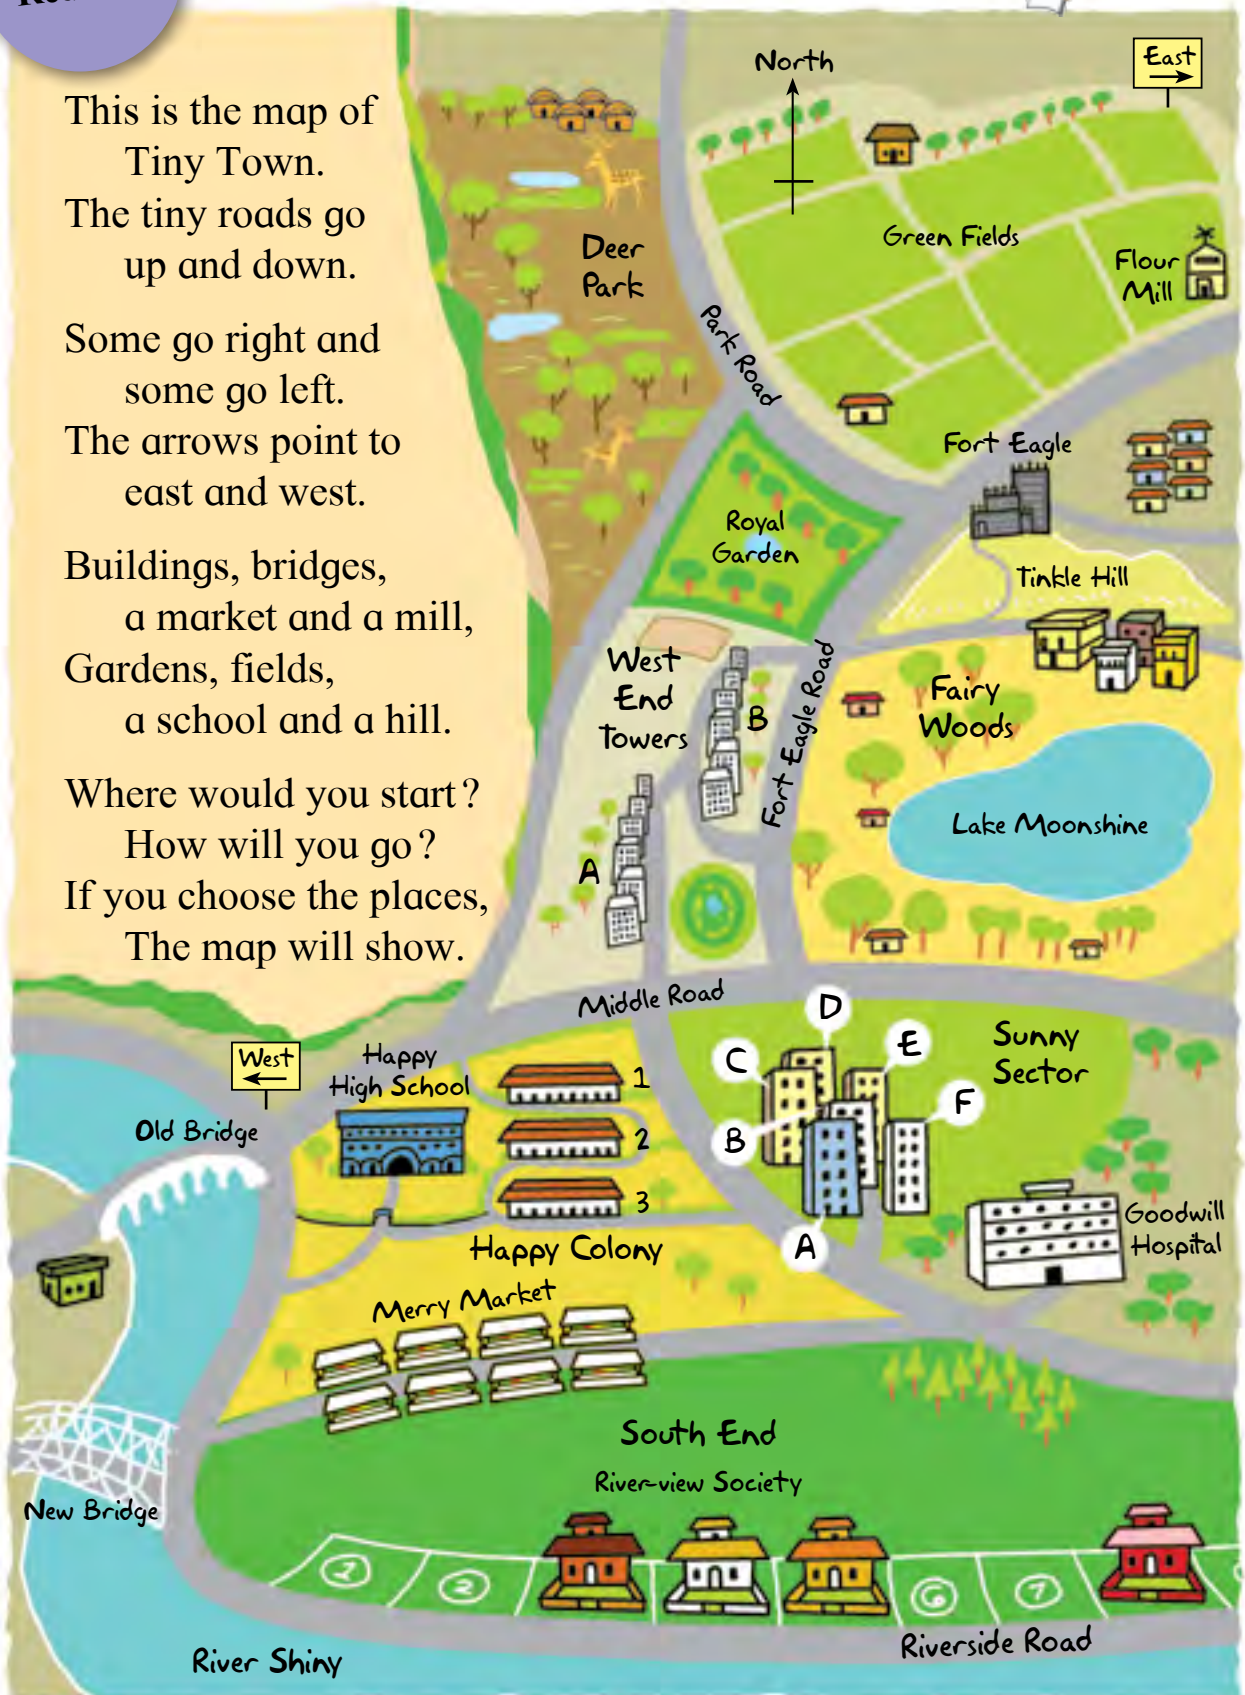 This is the map of
Tiny Town.
The tiny roads go
up and down.
Some go right and
some go left.
The arrows point to
east and west.
Buildings, bridges,
a market and a mill,
Gardens, fields,
a school and a hill.
Where would you start?
How will you go?
If you choose the places,
The map will show.
North
East
Deer
Park
Green Fields
Flour
Mill
Park Road
Fort Eagle
Royal
Garden
Tinkle Hill
West
End
Towers
B
A
Fort Eagle Road
Fairy
Woods
Lake Moonshine
Middle Road
West
Happy
High School
1
2
3
Old Bridge
D
C
E
B
F
A
Sunny
Sector
Goodwill
Hospital
Happy Colony
Merry Market
South End
River-view Society
New Bridge
1
2
6
7
Riverside Road
River Shiny